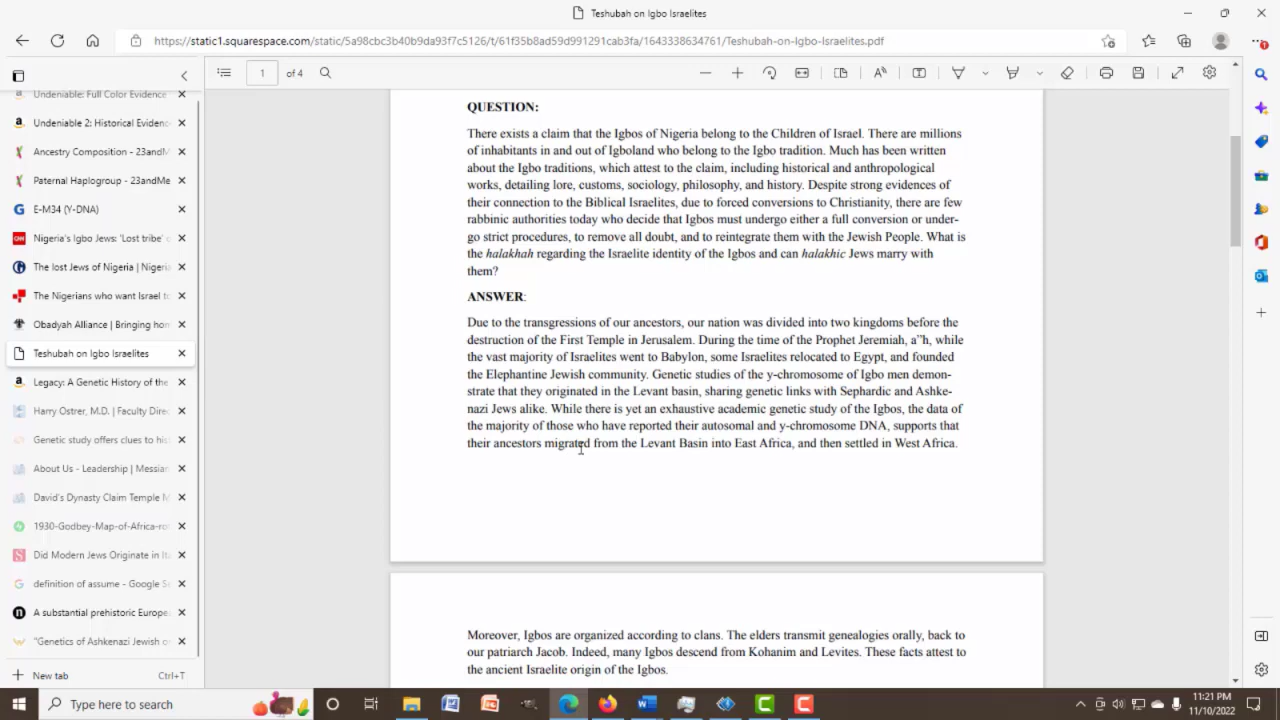 Teshubah on Igbo Israelites
https://static1.squarespace.com/static/5a98cbc3b40b9da93f7c5126/t/61f35b8ad59d991291cab3fa/1643338634761/Teshubah-on-Igbo-Israelites.pdf
1 of 4
Undeniable: Full Color Evidence
Undeniable 2: Historical Evidenc
Ancestry Composition - 23andMe
Paternal Haplogroup - 23andMe
E-M34 (Y-DNA)
Nigeria's Igbo Jews: 'Lost tribe'
The lost Jews of Nigeria | Nigeri
The Nigerians who want Israel to
Obadyah Alliance | Bringing hom
Teshubah on Igbo Israelites
Legacy: A Genetic History of the
Harry Ostrer, M.D. | Faculty Direc
Genetic study offers clues to his
About Us - Leadership | Messian
David's Dynasty Claim Temple M
1930-Godbey-Map-of-Africa-ro
Did Modern Jews Originate in Ita
definition of assume - Google Se
A substantial prehistoric Europe
"Genetics of Ashkenazi Jewish o
New tab Ctrl+T
QUESTION:
There exists a claim that the Igbos of Nigeria belong to the Children of Israel. There are millions
of inhabitants in and out of Igboland who belong to the Igbo tradition. Much has been written
about the Igbo traditions, which attest to the claim, including historical and anthropological
works, detailing lore, customs, sociology, philosophy, and history. Despite strong evidences of
their connection to the Biblical Israelites, due to forced conversions to Christianity, there are few
rabbinic authorities today who decide that Igbos must undergo either a full conversion or under-
go strict procedures, to remove all doubt, and to reintegrate them with the Jewish People. What is
the halakhah regarding the Israelite identity of the Igbos and can halakhic Jews marry with
them?
ANSWER:
Due to the transgressions of our ancestors, our nation was divided into two kingdoms before the
destruction of the First Temple in Jerusalem. During the time of the Prophet Jeremiah, a"h, while
the vast majority of Israelites went to Babylon, some Israelites relocated to Egypt, and founded
the Elephantine Jewish community. Genetic studies of the y-chromosome of Igbo men demon-
strate that they originated in the Levant basin, sharing genetic links with Sephardic and Ashke-
nazi Jews alike. While there is yet an exhaustive academic genetic study of the Igbos, the data of
the majority of those who have reported their autosomal and y-chromosome DNA, supports that
their ancestors migrated from the Levant Basin into East Africa, and then settled in West Africa.
Moreover, Igbos are organized according to clans. The elders transmit genealogies orally, back to
our patriarch Jacob. Indeed, many Igbos descend from Kohanim and Levites. These facts attest to
the ancient Israelite origin of the Igbos.
Type here to search
11:21 PM
11/10/2022